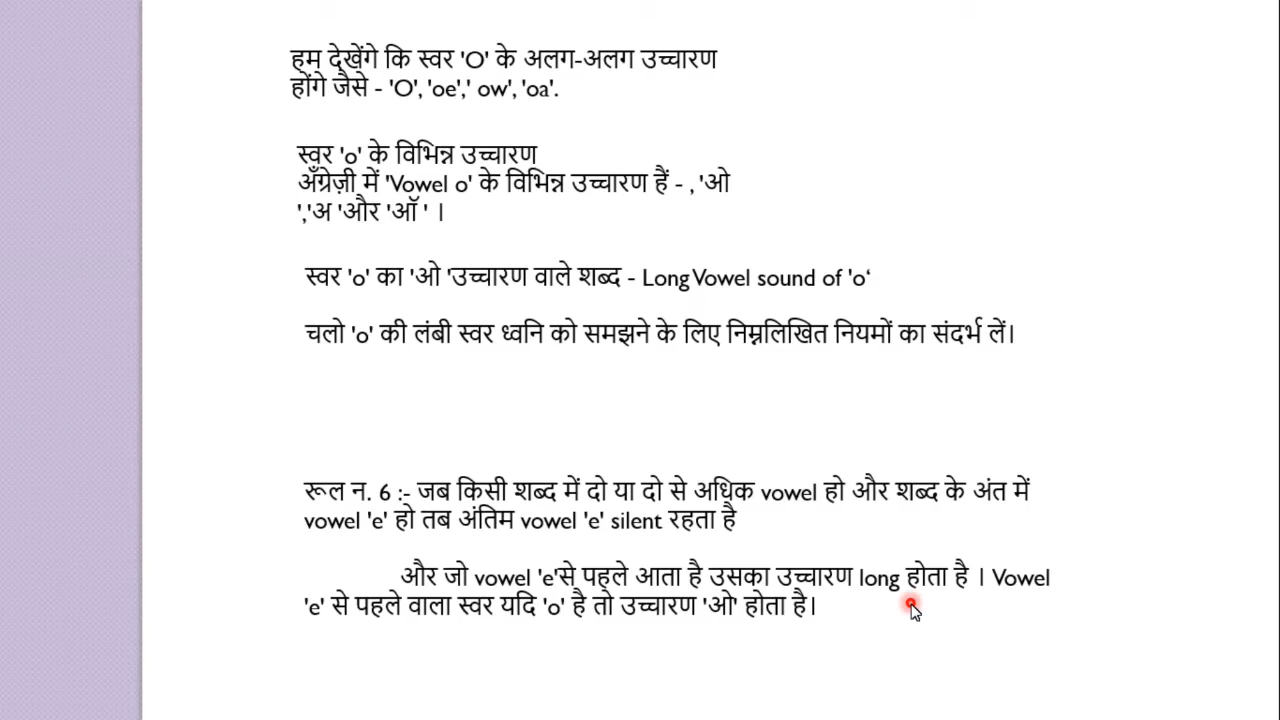 हम देखेंगे कि स्वर 'O' के अलग-अलग उच्चारण
होंगे जैसे - 'O', 'oe',' ow', 'oa'.
स्वर 'o' के विभिन्न उच्चारण
अँग्रेज़ी में 'Vowel o' के विभिन्न उच्चारण हैं - , 'ओ
','अ 'और 'ऑ ' ।
स्वर 'o' का 'ओ 'उच्चारण वाले शब्द - Long Vowel sound of 'o‘
चलो 'o' की लंबी स्वर ध्वनि को समझने के लिए निम्नलिखित नियमों का संदर्भ लें।
रूल न. 6 :- जब किसी शब्द में दो या दो से अधिक vowel हो और शब्द के अंत में
vowel 'e' हो तब अंतिम vowel 'e' silent रहता है
और जो vowel 'e'से पहले आता है उसका उच्चारण long होता है । Vowel
'e' से पहले वाला स्वर यदि 'o' है तो उच्चारण 'ओ' होता है।